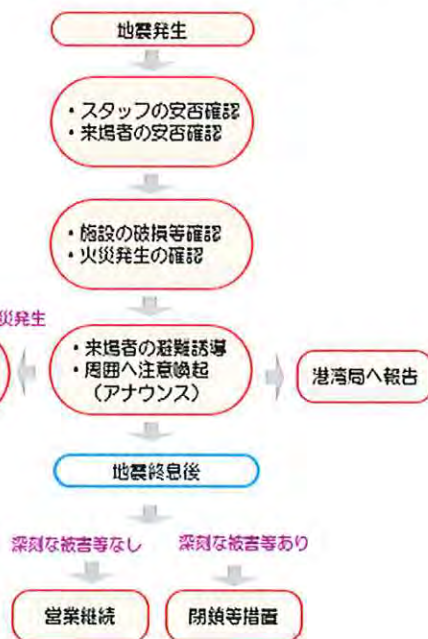 地震発生
・スタッフの安否確認
・来場者の安否確認
・施設の破損等確認
・火災発生の確認
災発生
・来場者の避難誘導
・周囲へ注意喚起
（アナウンス）
港湾局へ報告
地震終息後
深刻な被害等なし
深刻な被害等あり
営業継続
閉鎖等措置